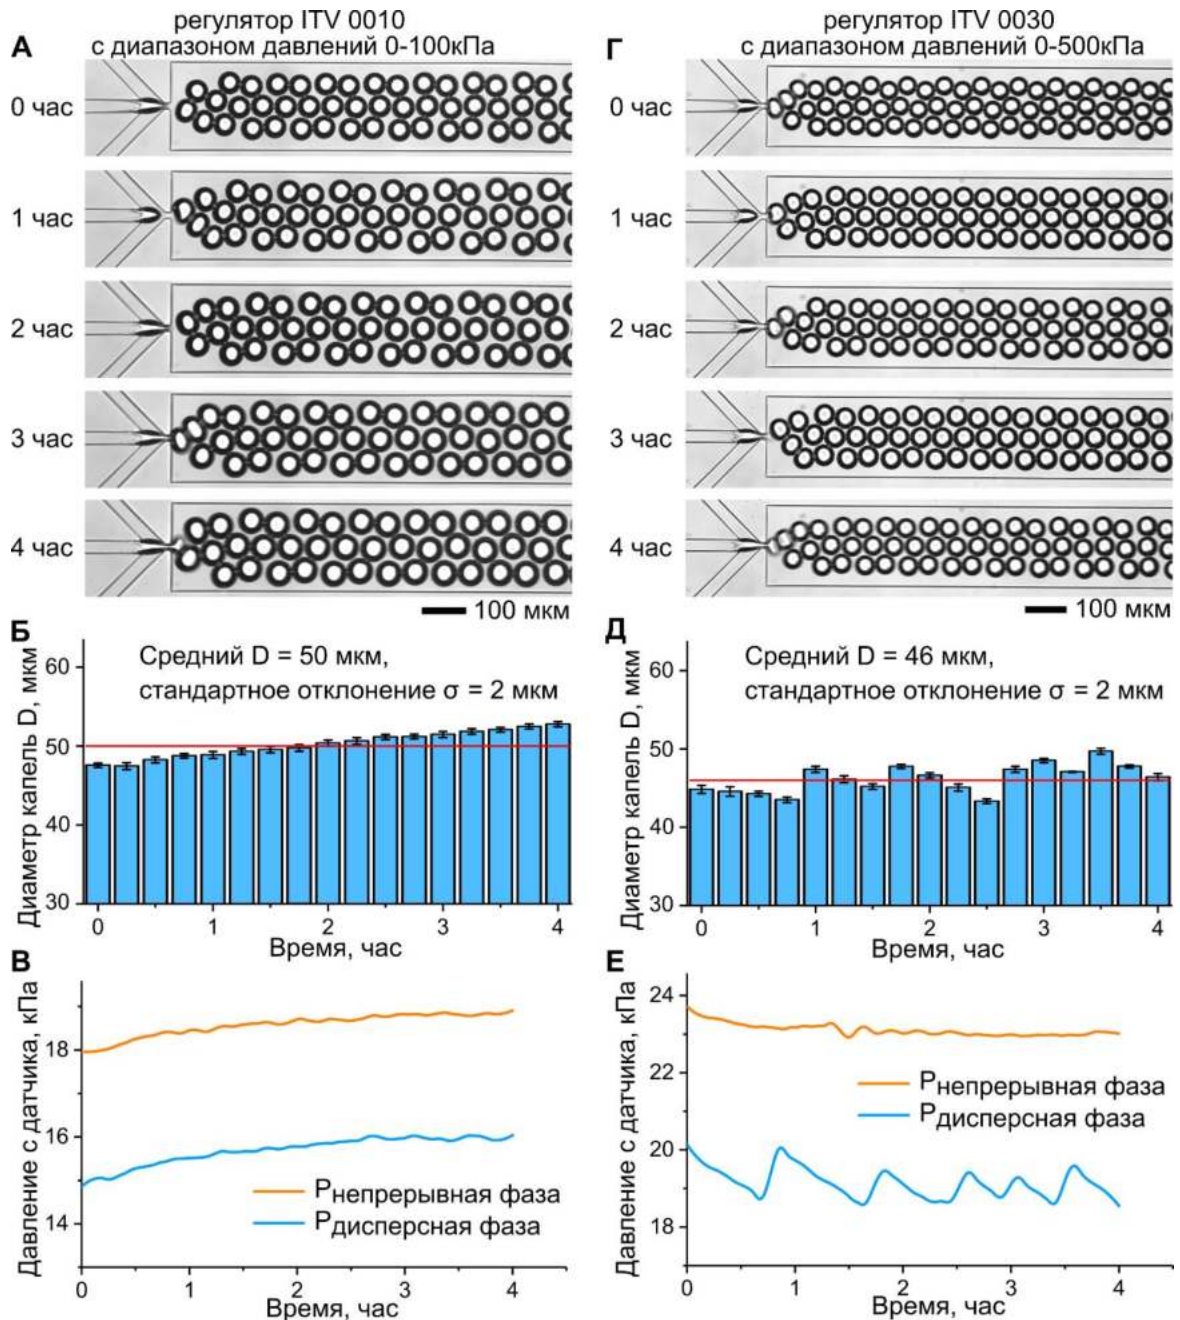 регулятор ITV 0010
А с диапазоном давлений 0-100кПа
0 час
1 час
2 час
3 час
4 час
100 мкм
Б
Средний D = 50 мкм,
стандартное отклонение σ = 2 мкм
Диаметр капель D, мкм
60
50
40
30
0 1 2 3 4
Время, час
В
Давление с датчика, кПа
18
16
14
Pнепрерывная фаза
Pдисперсная фаза
0 1 2 3 4
Время, час
регулятор ITV 0030
Г с диапазоном давлений 0-500кПа
0 час
1 час
2 час
3 час
4 час
100 мкм
Д
Средний D = 46 мкм,
стандартное отклонение σ = 2 мкм
Диаметр капель D, мкм
60
50
40
30
0 1 2 3 4
Время, час
Е
Давление с датчика, кПа
24
22
20
18
Pнепрерывная фаза
Pдисперсная фаза
0 1 2 3 4
Время, час